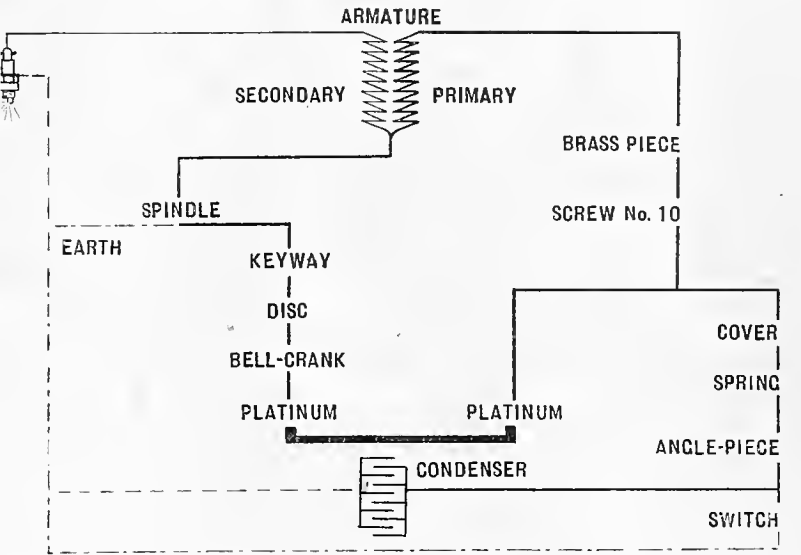 ARMATURE
SECONDARY
PRIMARY
BRASS PIECE
SPINDLE
SCREW No. 10
EARTH
KEYWAY
DISC
COVER
BELL-CRANK
SPRING
PLATINUM
PLATINUM
ANGLE-PIECE
CONDENSER
SWITCH